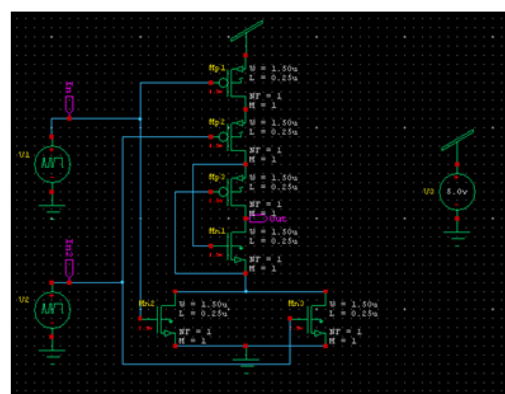 Mp1
W = 1.50u
L = 0.25u
NF = 1
M = 1
In1
Mp2
W = 1.50u
L = 0.25u
NF = 1
M = 1
V1
Mp3
W = 1.50u
L = 0.25u
NF = 1
M = 1
V3
5.0v
Out
Mn1
W = 1.50u
L = 0.25u
NF = 1
M = 1
In2
V2
Mn2
W = 1.50u
L = 0.25u
NF = 1
M = 1
Mn3
W = 1.50u
L = 0.25u
NF = 1
M = 1